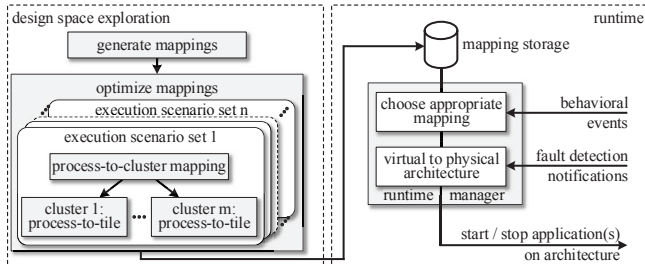 design space exploration
generate mappings
optimize mappings
execution scenario set n
execution scenario set 1
process-to-cluster mapping
cluster 1:
process-to-tile
...
cluster m:
process-to-tile
runtime
mapping storage
choose appropriate
mapping
behavioral
events
virtual to physical
architecture
fault detection
notifications
runtime manager
start / stop application(s)
on architecture